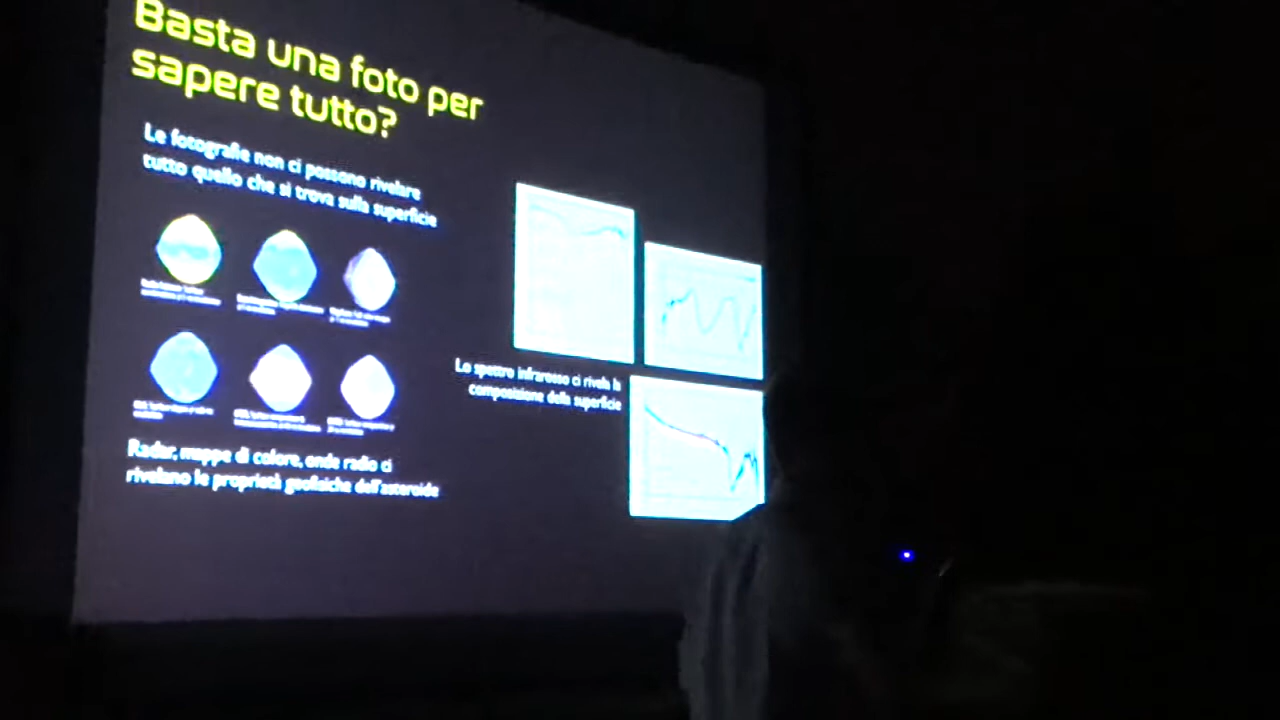 Basta una foto per
sapere tutto?
Le fotografie non ci possono rivelare
tutto quello che si trova sulla superficie
Lo spettro infrarosso ci rivela la
composizione della superficie
Radar, mappe di colore, onde radio ci
rivelano le proprietà geofisiche dell'asteroide